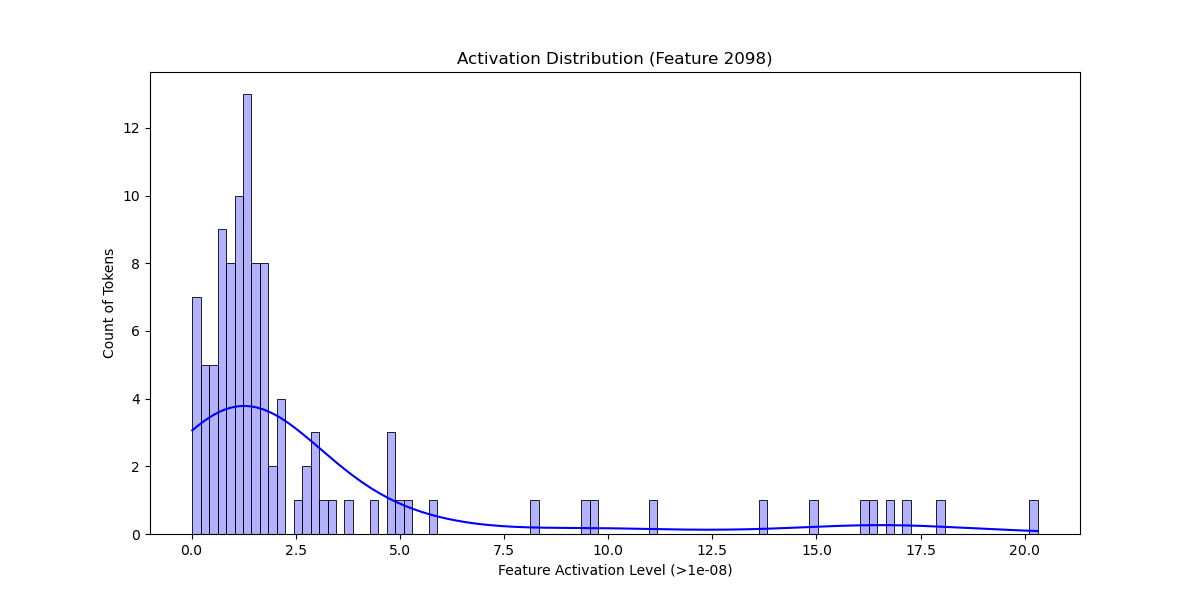 Activation Distribution (Feature 2098)
Count of Tokens
12
10
8
6
4
2
0
0.0 2.5 5.0 7.5 10.0 12.5 15.0 17.5 20.0
Feature Activation Level (>1e-08)